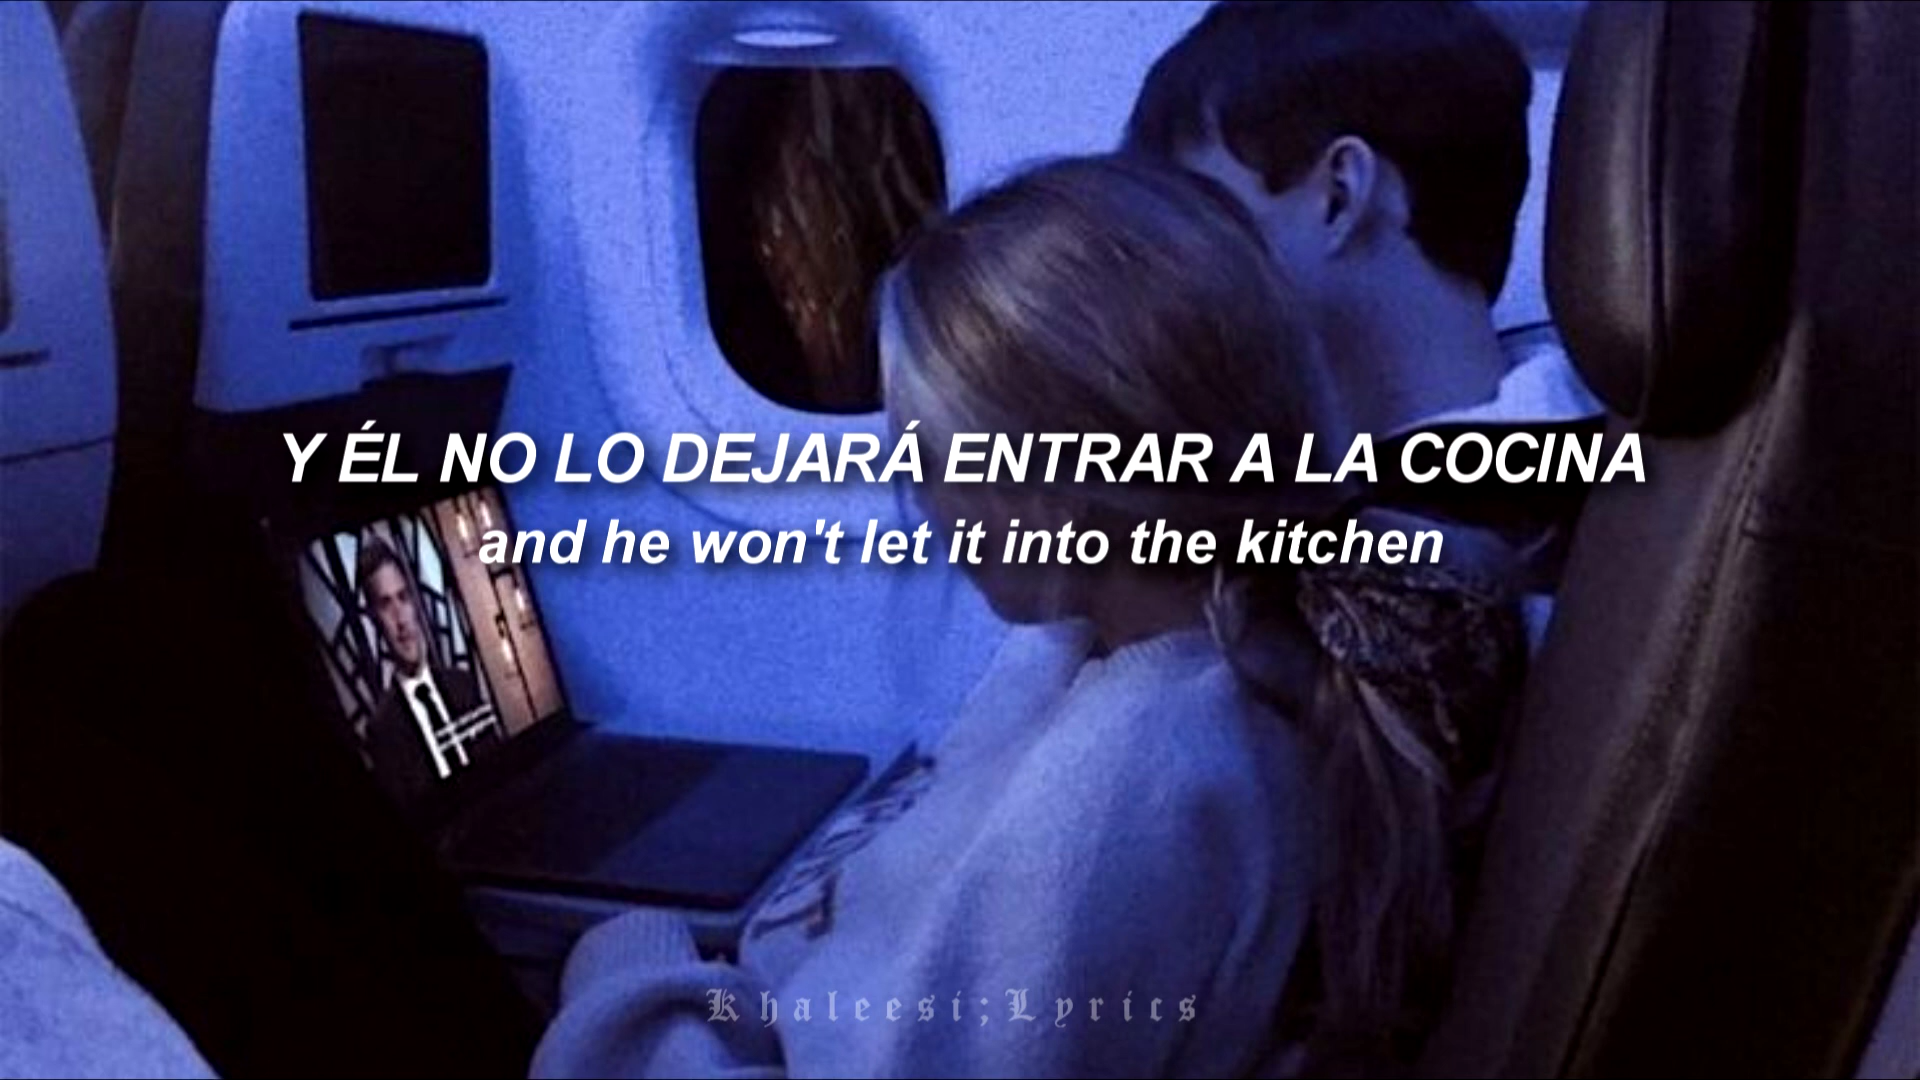 Y ÉL NO LO DEJARÁ ENTRAR A LA COCINA
and he won't let it into the kitchen
Khaleesi;Lyrics